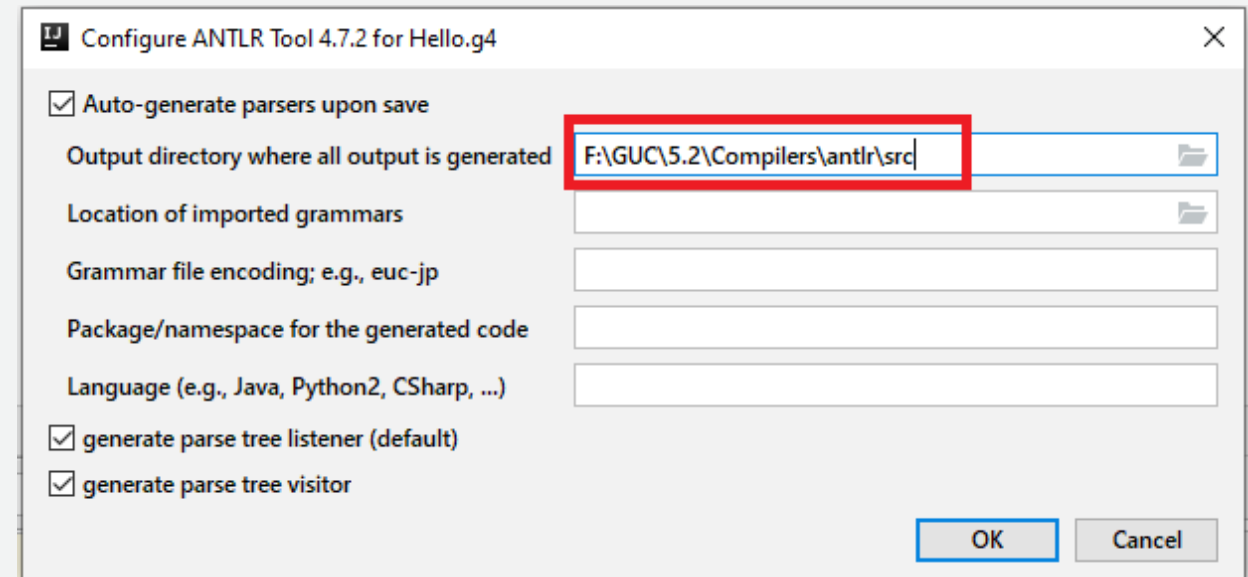 IJ
Configure ANTLR Tool 4.7.2 for Hello.g4
Auto-generate parsers upon save
Output directory where all output is generated F:\GUC\5.2\Compilers\antlr\src
Location of imported grammars
Grammar file encoding; e.g., euc-jp
Package/namespace for the generated code
Language (e.g., Java, Python2, CSharp, ...)
generate parse tree listener (default)
generate parse tree visitor
OK Cancel